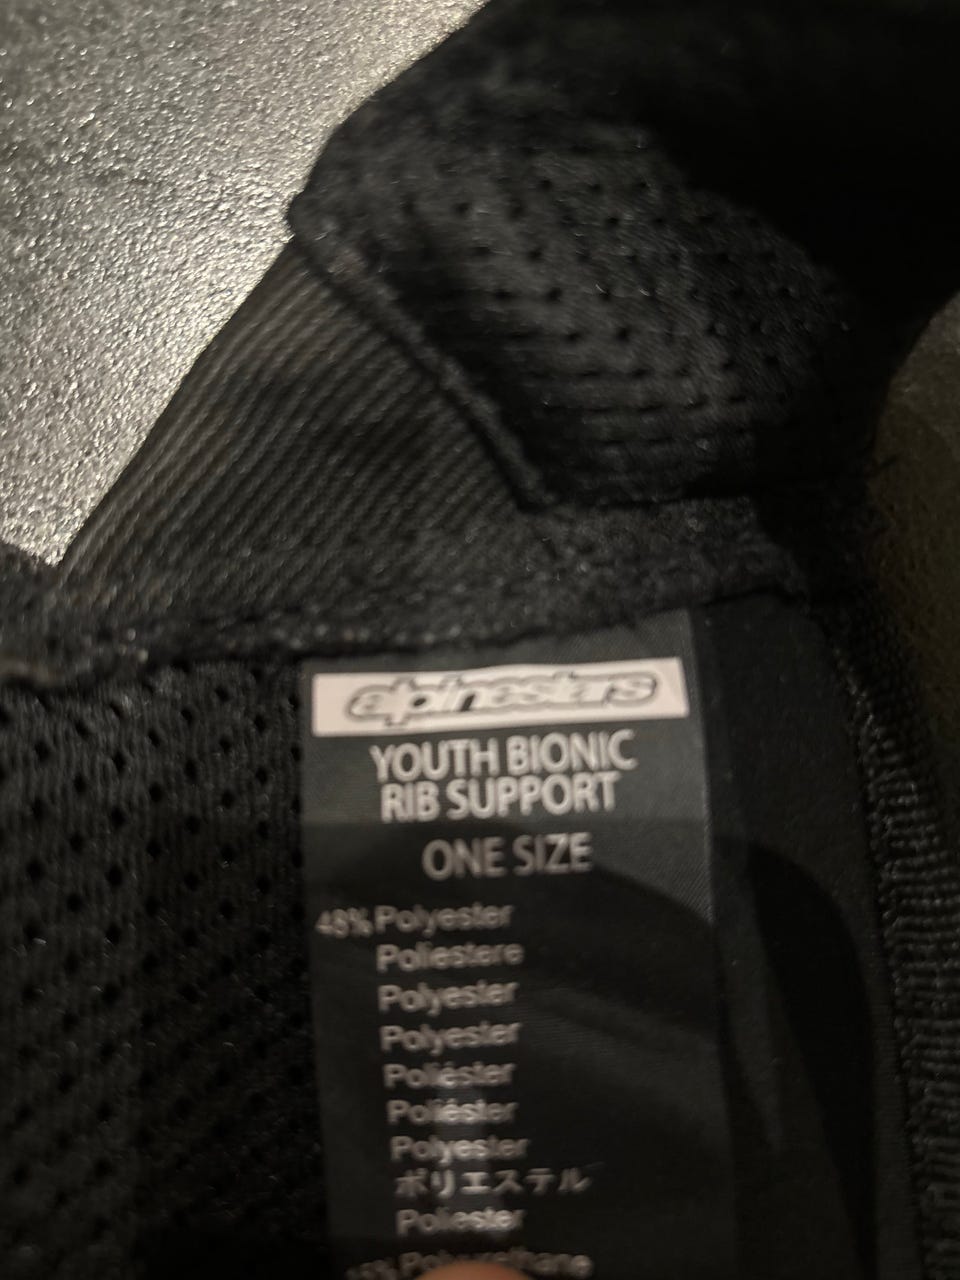 alpinestars
YOUTH BIONIC
RIB SUPPORT
ONE SIZE
48% Polyester
Poliestere
Polyester
Polyester
Poliéster
Poliéster
Polyester
ポリエステル
Poliester
Polyurethane